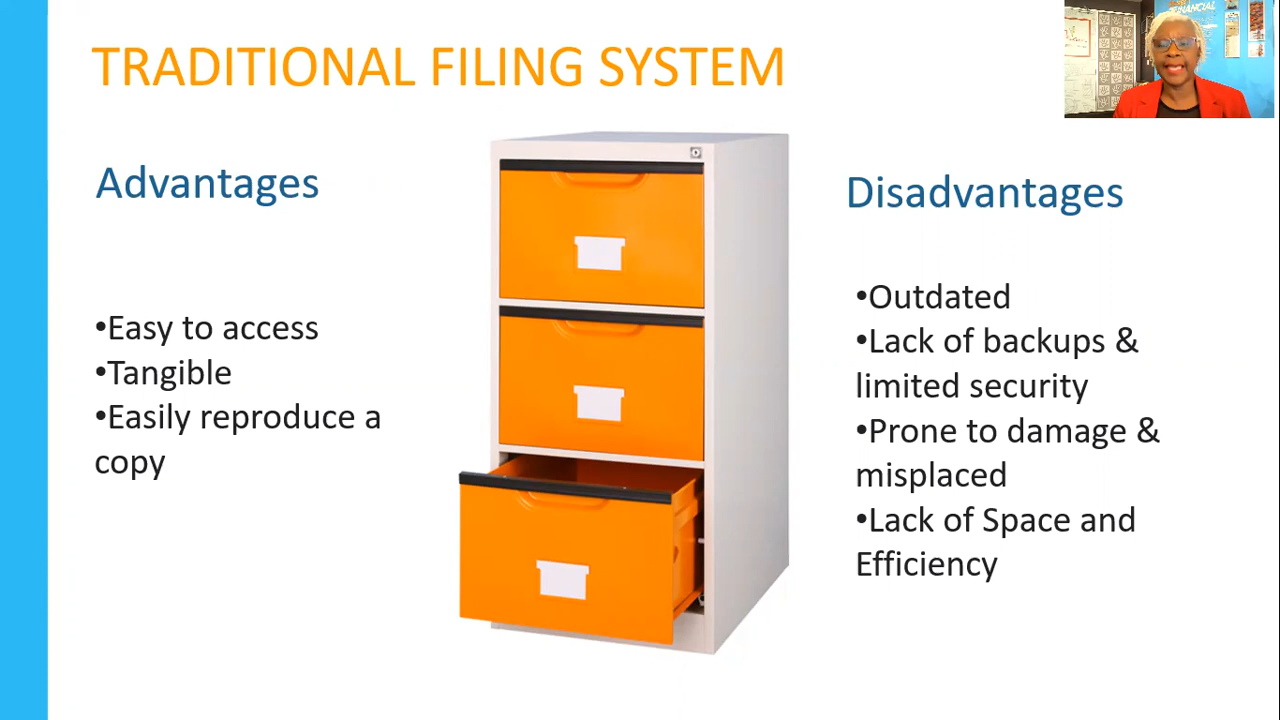 TRADITIONAL FILING SYSTEM
FINANCIAL
Advantages
•Easy to access
•Tangible
•Easily reproduce a
copy
Disadvantages
•Outdated
•Lack of backups &
limited security
•Prone to damage &
misplaced
•Lack of Space and
Efficiency